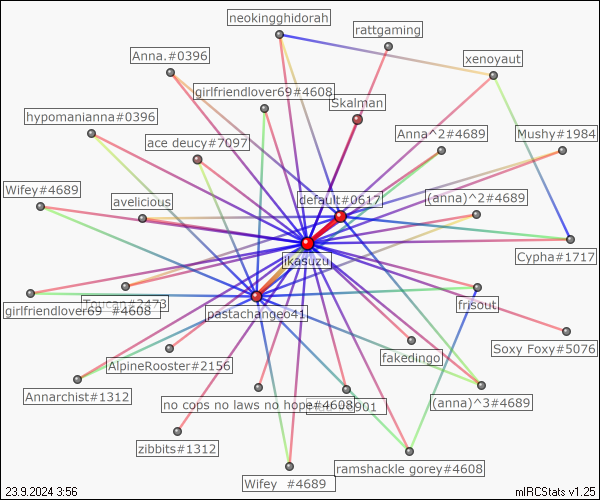 neokingghidorah
rattgaming
Anna.#0396
xenoyaut
girlfriendlover69#4608
Skalman
hypomanianna#0396
ace deucy#7097
Anna^2#4689
Mushy#1984
Wifey#4689
avelicious
default#0617
(anna)^2#4689
Cypha#1717
ikasuzu
girlfriendlover69 #4608
pastachangeo41
frisout
Soxy Foxy#5076
AlpineRooster#2156
fakedingo
Annarchist#1312
no cops no laws no hope#4608
(anna)^3#4689
zibbits#1312
Wifey #4689
ramshackle gorey#4608
23.9.2024 3:56
mIRCStats v1.25